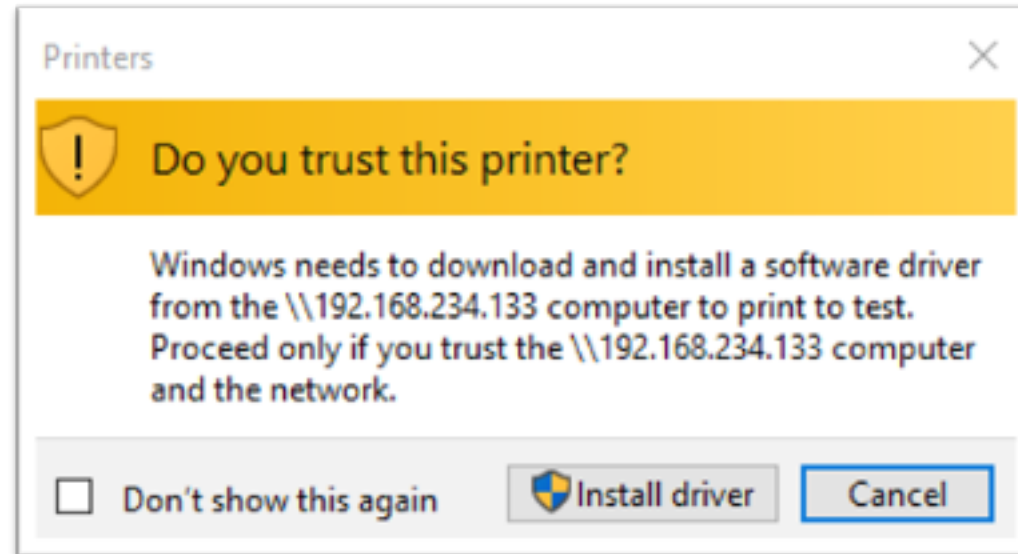 Printers
!
Do you trust this printer?
Windows needs to download and install a software driver
from the \\192.168.234.133 computer to print to test.
Proceed only if you trust the \\192.168.234.133 computer
and the network.
Don't show this again
Install driver
Cancel